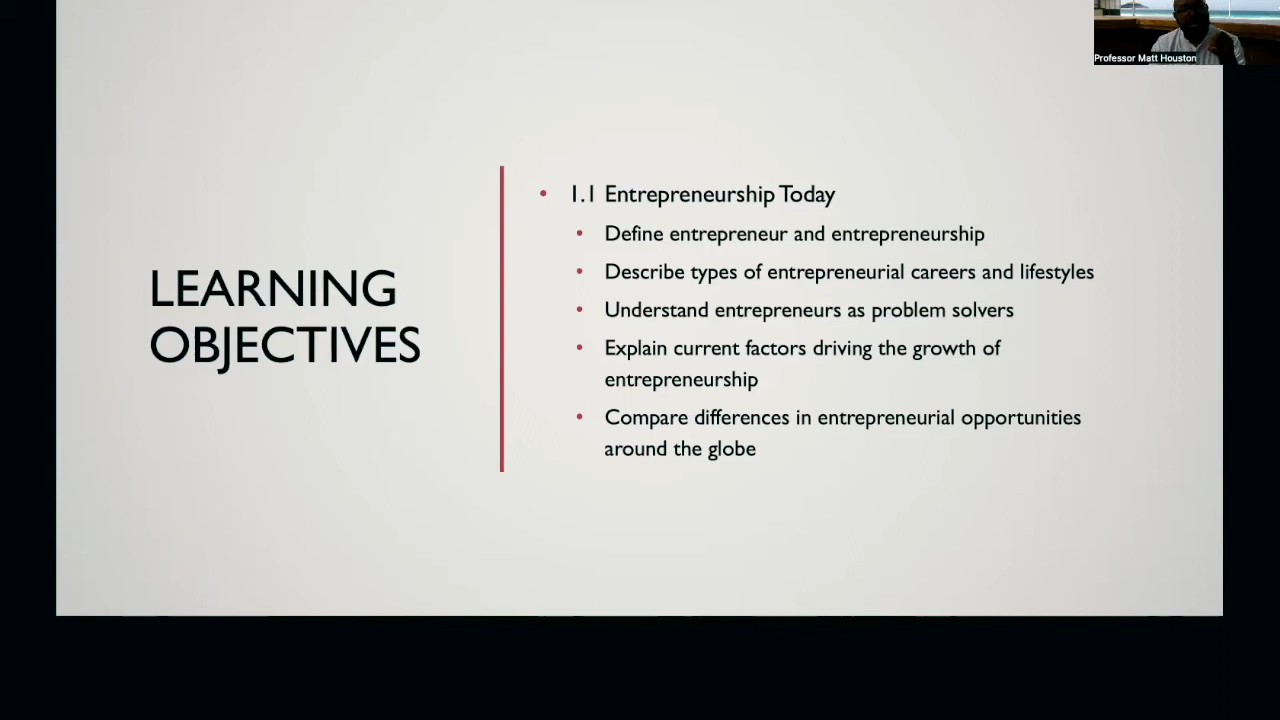 Professor Matt Houston
LEARNING
OBJECTIVES
• 1.1 Entrepreneurship Today
• Define entrepreneur and entrepreneurship
• Describe types of entrepreneurial careers and lifestyles
• Understand entrepreneurs as problem solvers
• Explain current factors driving the growth of
entrepreneurship
• Compare differences in entrepreneurial opportunities
around the globe